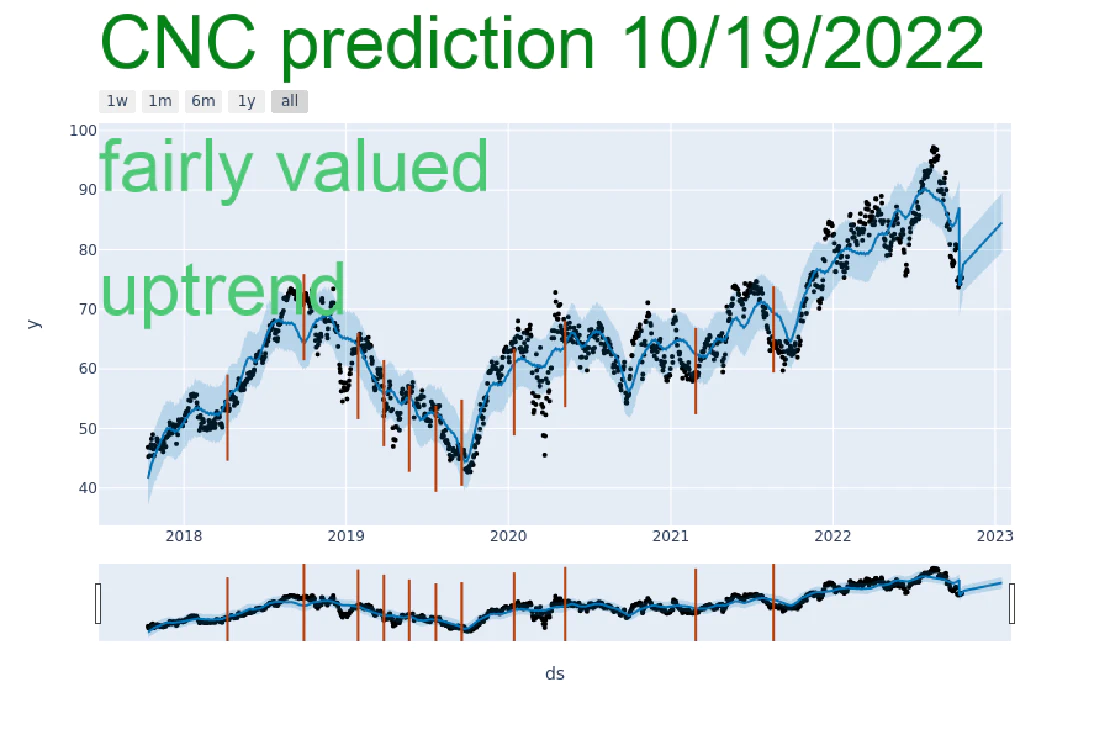 CNC prediction 10/19/2022
1w 1m 6m 1y all
100
fairly valued
90
80
uptrend
70
60
50
40
y
2018 2019 2020 2021 2022 2023
ds